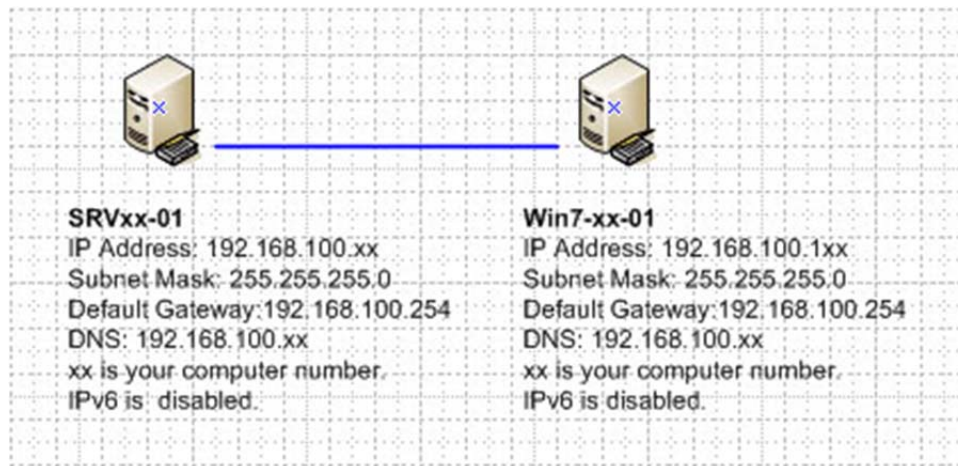 SRVxx-01
IP Address: 192.168.100.xx
Subnet Mask: 255.255.255.0
Default Gateway:192.168.100.254
DNS: 192.168.100.xx
xx is your computer number.
IPv6 is  disabled.
Win7-xx-01
IP Address: 192.168.100.1xx
Subnet Mask: 255.255.255.0
Default Gateway:192.168.100.254
DNS: 192.168.100.xx
xx is your computer number.
IPv6 is disabled.